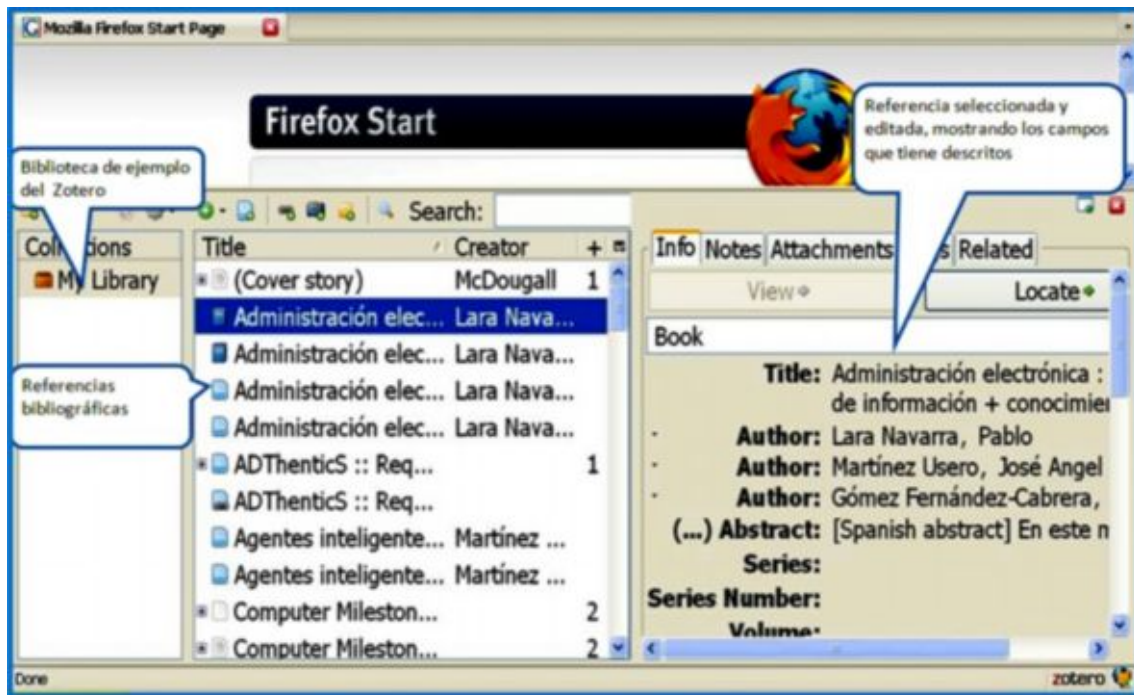 Mozilla Firefox Start Page
Firefox Start
Referencia seleccionada y
editada, mostrando los campos
que tiene descritos
Biblioteca de ejemplo
del Zotero
Search:
Title Creator +
My Library
(Cover story) McDougall 1
Administración elec... Lara Nava...
Administración elec... Lara Nava...
Administración elec... Lara Nava...
Administración elec... Lara Nava...
ADThenticS :: Req... 1
ADThenticS :: Req...
Agentes inteligente... Martínez ...
Agentes inteligente... Martínez ...
Computer Mileston... 2
Computer Mileston... 2
Referencias
bibliográficas
Info Notes Attachments Related
View Locate
Book
Title: Administración electrónica :
de información + conocimie
Author: Lara Navarra, Pablo
Author: Martínez Usero, José Angel
Author: Gómez Fernández-Cabrera,
(...) Abstract: [Spanish abstract] En este
Series:
Series Number:
Volume:
Done zotero